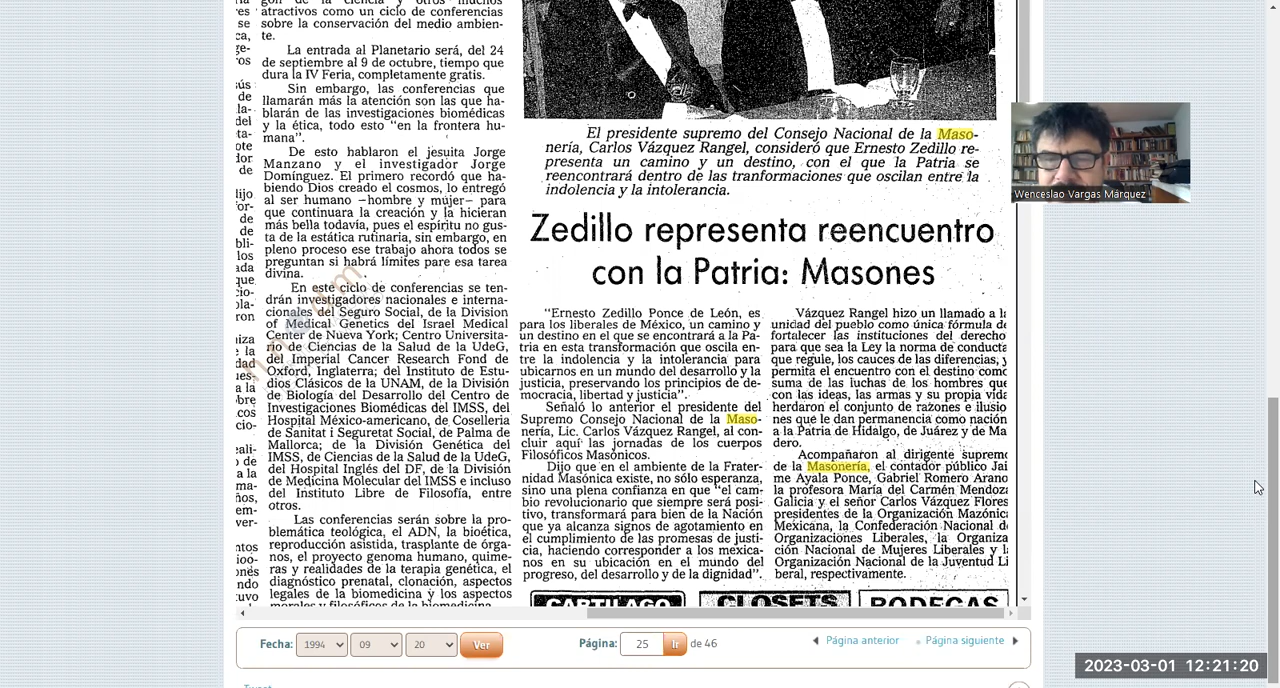 gón de la ciencia y otros muchos
atractivos como un ciclo de conferencias
sobre la conservación del medio ambien-
te.
La entrada al Planetario será, del 24
de septiembre al 9 de octubre, tiempo que
dura la IV Feria, completamente gratis.
Sin embargo, las conferencias que
llamarán más la atención son las que ha-
blarán de las investigaciones biomédicas
y la ética, todo esto "en la frontera hu-
mana".
De esto hablaron el jesuita Jorge
Manzano y el investigador Jorge
Domínguez. El primero recordó que ha-
biendo Dios creado el cosmos, lo entregó
al ser humano —hombre y mujer— para
que continuara la creación y la hicieran
más bella todavía, pues el espíritu no gus-
ta de la estática rutinaria, sin embargo, en
pleno proceso ese trabajo ahora todos se
preguntan si habrá límites pare esa tarea
divina.
En este ciclo de conferencias se ten-
drán investigadores nacionales e interna-
cionales del Seguro Social, de la Division
of Medical Genetics del Israel Medical
Center de Nueva York; Centro Universita-
rio de Ciencias de la Salud de la UdeG,
del Imperial Cancer Research Fond de
Oxford, Inglaterra; del Instituto de Estu-
dios Clásicos de la UNAM, de la División
de Biología del Desarrollo del Centro de
Investigaciones Biomédicas del IMSS, del
Hospital México-americano, de Coselleria
de Sanitat i Seguretat Social, de Palma de
Mallorca; de la División Genética del
IMSS, de Ciencias de la Salud de la UdeG,
del Hospital Inglés del DF, de la División
de Medicina Molecular del IMSS e incluso
del Instituto Libre de Filosofía, entre
otros.
Las conferencias serán sobre la pro-
blemática teológica, el ADN, la bioética,
reproducción asistida, trasplante de órga-
nos, el proyecto genoma humano, quime-
ras y realidades de la terapia genética, el
diagnóstico prenatal, clonación, aspectos
legales de la biomedicina y los aspectos
morales y filosóficos de la biomedicina.
El presidente supremo del Consejo Nacional de la Maso-
nería, Carlos Vázquez Rangel, consideró que Ernesto Zedillo re-
presenta un camino y un destino, con el que la Patria se
reencontrará dentro de las tranformaciones que oscilan entre la
indolencia y la intolerancia.
Zedillo representa reencuentro
con la Patria: Masones
"Ernesto Zedillo Ponce de León, es
para los liberales de México, un camino y
un destino en el que se encontrará a la Pa-
tria en esta transformación que oscila en-
tre la indolencia y la intolerancia para
ubicarnos en un mundo del desarrollo y la
justicia, preservando los principios de de-
mocracia, libertad y justicia".
Señaló lo anterior el presidente del
Supremo Consejo Nacional de la Maso-
nería, Lic. Carlos Vázquez Rangel, al con-
cluir aquí las jornadas de los cuerpos
Filosóficos Masónicos.
Dijo que en el ambiente de la Frater-
nidad Masónica existe, no sólo esperanza,
sino una plena confianza en que "el cam-
bio revolucionario que siempre será posi-
tivo, transformará para bien de la Nación
que ya alcanza signos de agotamiento en
el cumplimiento de las promesas de justi-
cia, haciendo corresponder a los mexica-
nos en su ubicación en el mundo del
progreso, del desarrollo y de la dignidad".
Vázquez Rangel hizo un llamado a la
unidad del pueblo como única fórmula de
fortalecer las instituciones del derecho
para que sea la Ley la norma de conducta
que regule, los cauces de las diferencias, y
permita el encuentro con el destino como
suma de las luchas de los hombres que
con las ideas, las armas y su propia vida
herdaron el conjunto de razones e ilusio
nes que le dan permanencia como nación
a la Patria de Hidalgo, de Juárez y de Ma
dero.
Acompañaron al dirigente supremo
de la Masonería, el contador público Jai
me Ayala Ponce, Gabriel Romero Arano
la profesora María del Carmén Mendoza
Galicia y el señor Carlos Vázquez Flores
presidentes de la Organización Mazónica
Mexicana, la Confederación Nacional d
Organizaciones Liberales, la Organiza
ción Nacional de Mujeres Liberales y la
Organización Nacional de la Juventud Li
beral, respectivamente.
CARTILAGO
CLOSETS
BODEGAS
Wenceslao Vargas Márquez
Fecha: 1994 09 20 Ver
Página: 25 Ir de 46
Página anterior
Página siguiente
Tweet
2023-03-01 12:21:20